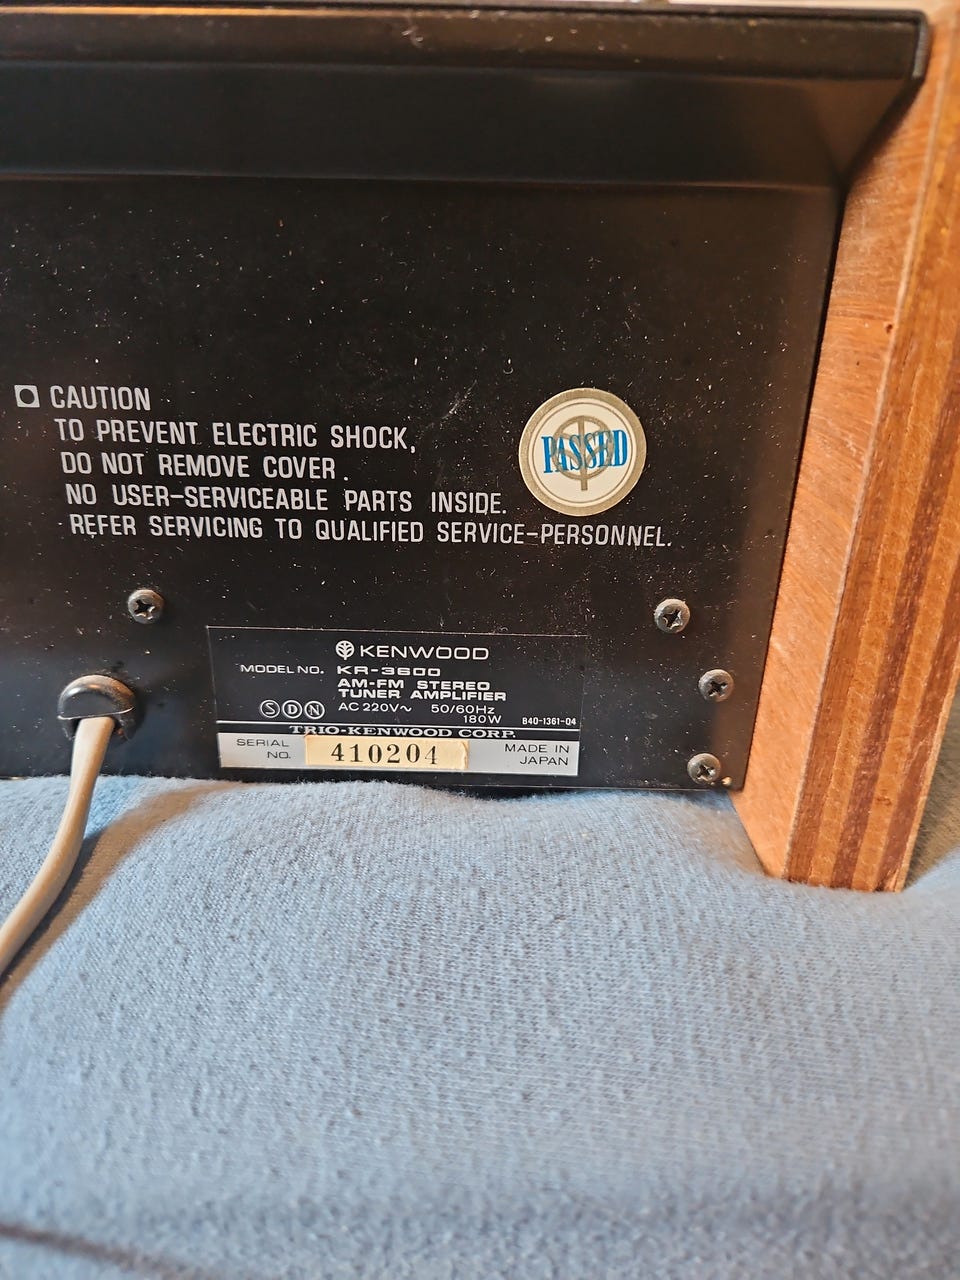 CAUTION
TO PREVENT ELECTRIC SHOCK,
DO NOT REMOVE COVER.
NO USER-SERVICEABLE PARTS INSIDE.
REFER SERVICING TO QUALIFIED SERVICE-PERSONNEL.
PASSED
KENWOOD
MODEL NO. KR-3600
AM-FM STEREO
TUNER AMPLIFIER
S D N AC 220V~ 50/60Hz
180W B40-1361-04
TRIO-KENWOOD CORP.
SERIAL NO. 410204 MADE IN JAPAN